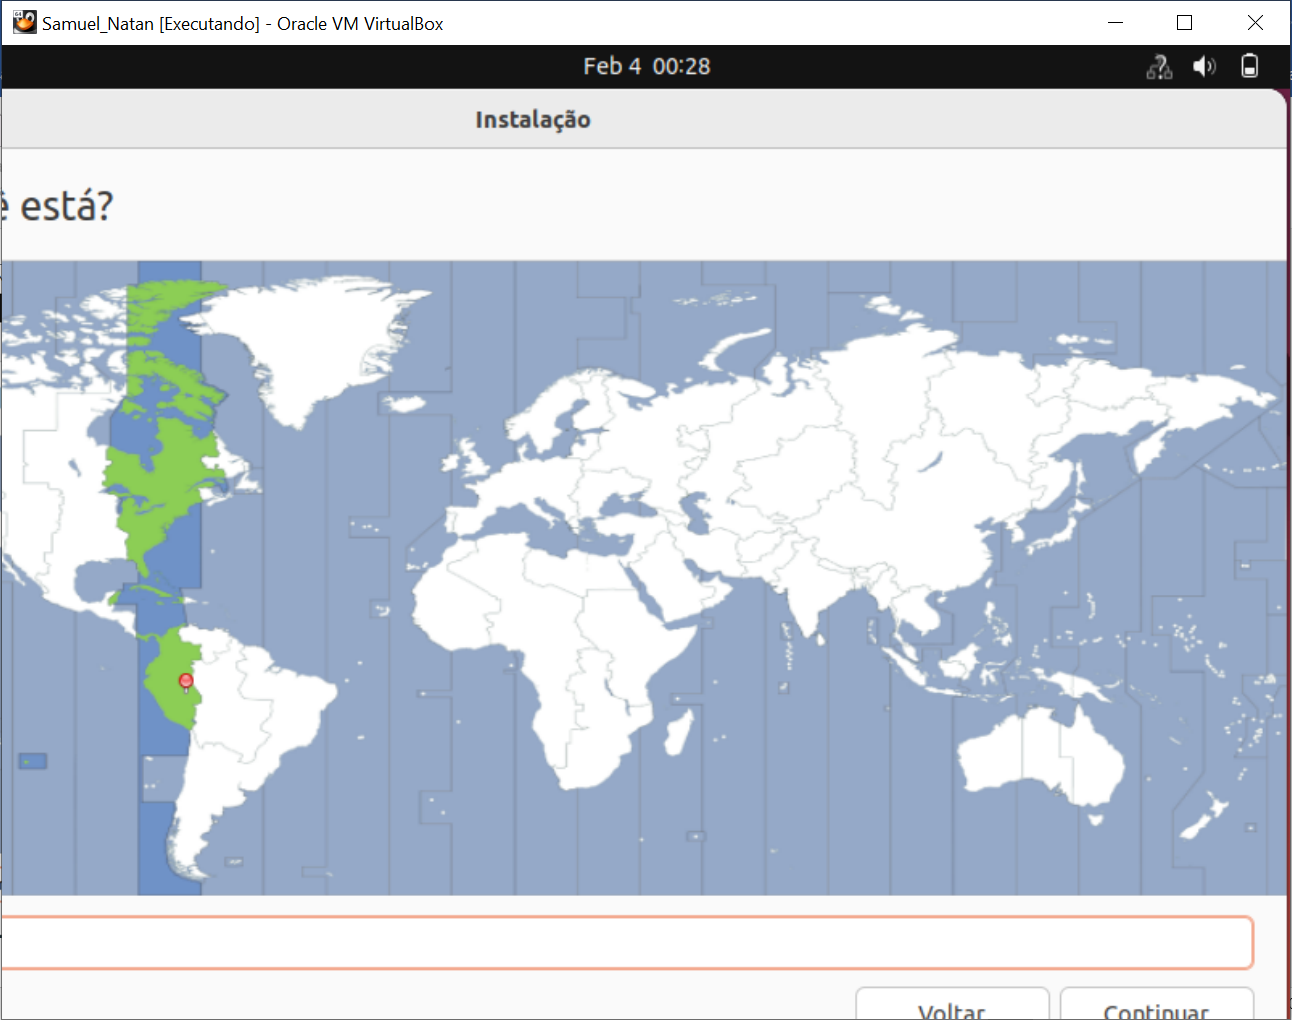 Samuel_Natan [Executando] - Oracle VM VirtualBox
Feb 4 00:28
Instalação
ê está?
Voltar
Continuar